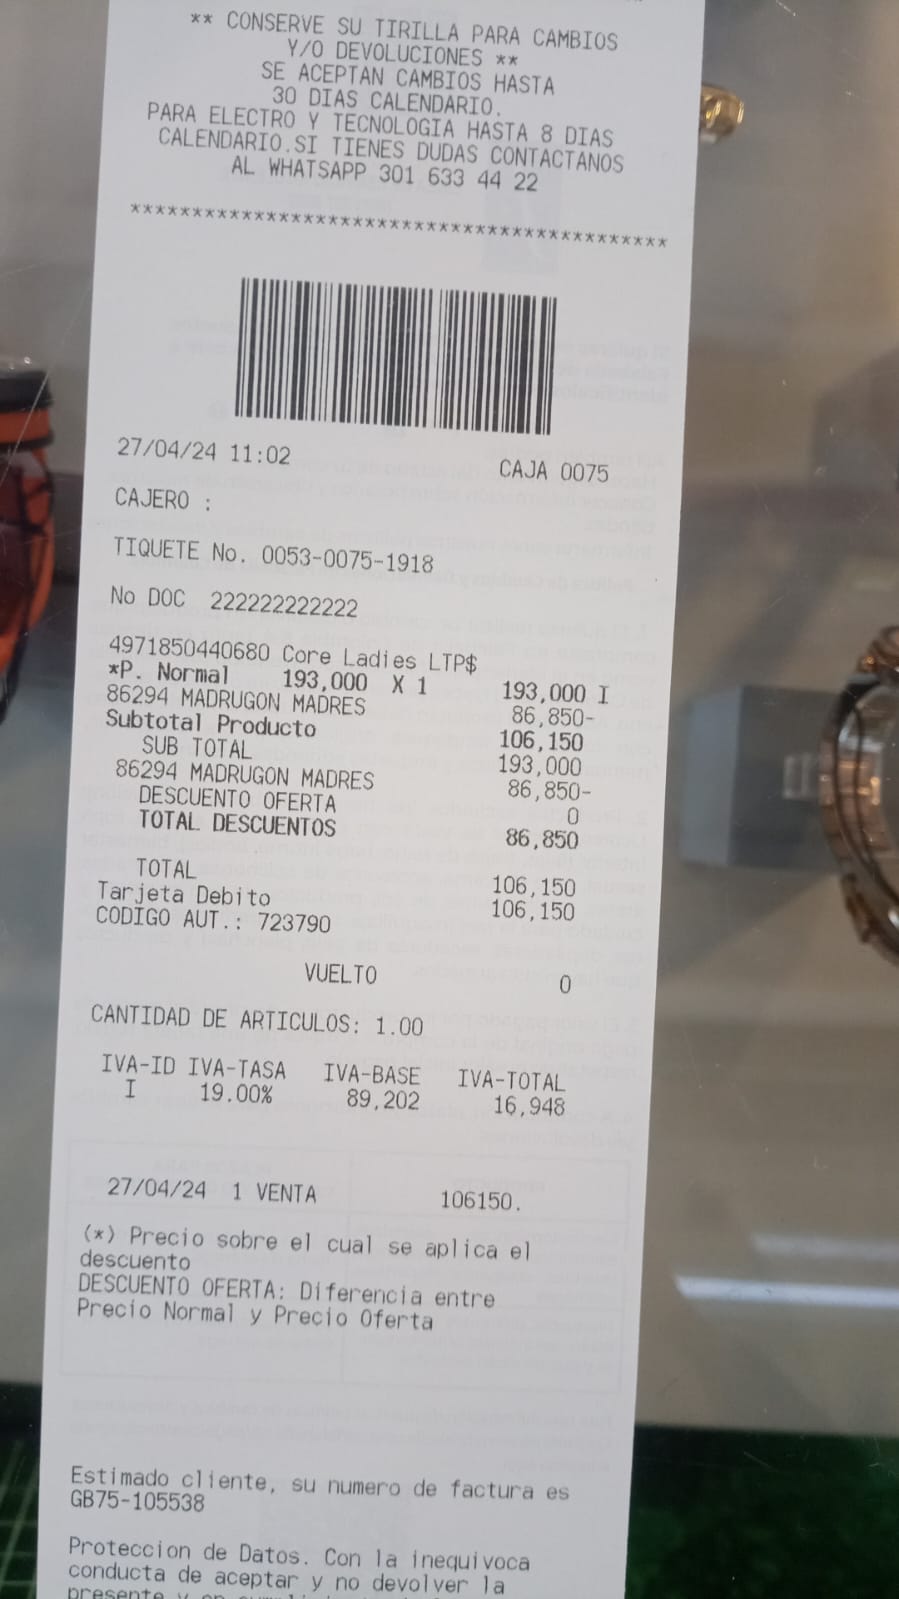 ** CONSERVE SU TIRILLA PARA CAMBIOS
Y/O DEVOLUCIONES **
SE ACEPTAN CAMBIOS HASTA
30 DIAS CALENDARIO.
PARA ELECTRO Y TECNOLOGIA HASTA 8 DIAS
CALENDARIO.SI TIENES DUDAS CONTACTANOS
AL WHATSAPP 301 633 44 22
********************************************
27/04/24 11:02 CAJA 0075
CAJERO :
TIQUETE No. 0053-0075-1918
No DOC 222222222222
4971850440680 Core Ladies LTP$
*P. Normal 193,000 X 1 193,000 I
86294 MADRUGON MADRES 86,850-
Subtotal Producto 106,150
SUB TOTAL 193,000
86294 MADRUGON MADRES 86,850-
DESCUENTO OFERTA 0
TOTAL DESCUENTOS 86,850
TOTAL 106,150
Tarjeta Debito 106,150
CODIGO AUT.: 723790
VUELTO 0
CANTIDAD DE ARTICULOS: 1.00
IVA-ID IVA-TASA IVA-BASE IVA-TOTAL
I 19.00% 89,202 16,948
27/04/24 1 VENTA 106150.
(*) Precio sobre el cual se aplica el
descuento
DESCUENTO OFERTA: Diferencia entre
Precio Normal y Precio Oferta
Estimado cliente, su numero de factura es
GB75-105538
Proteccion de Datos. Con la inequivoca
conducta de aceptar y no devolver la
presente y